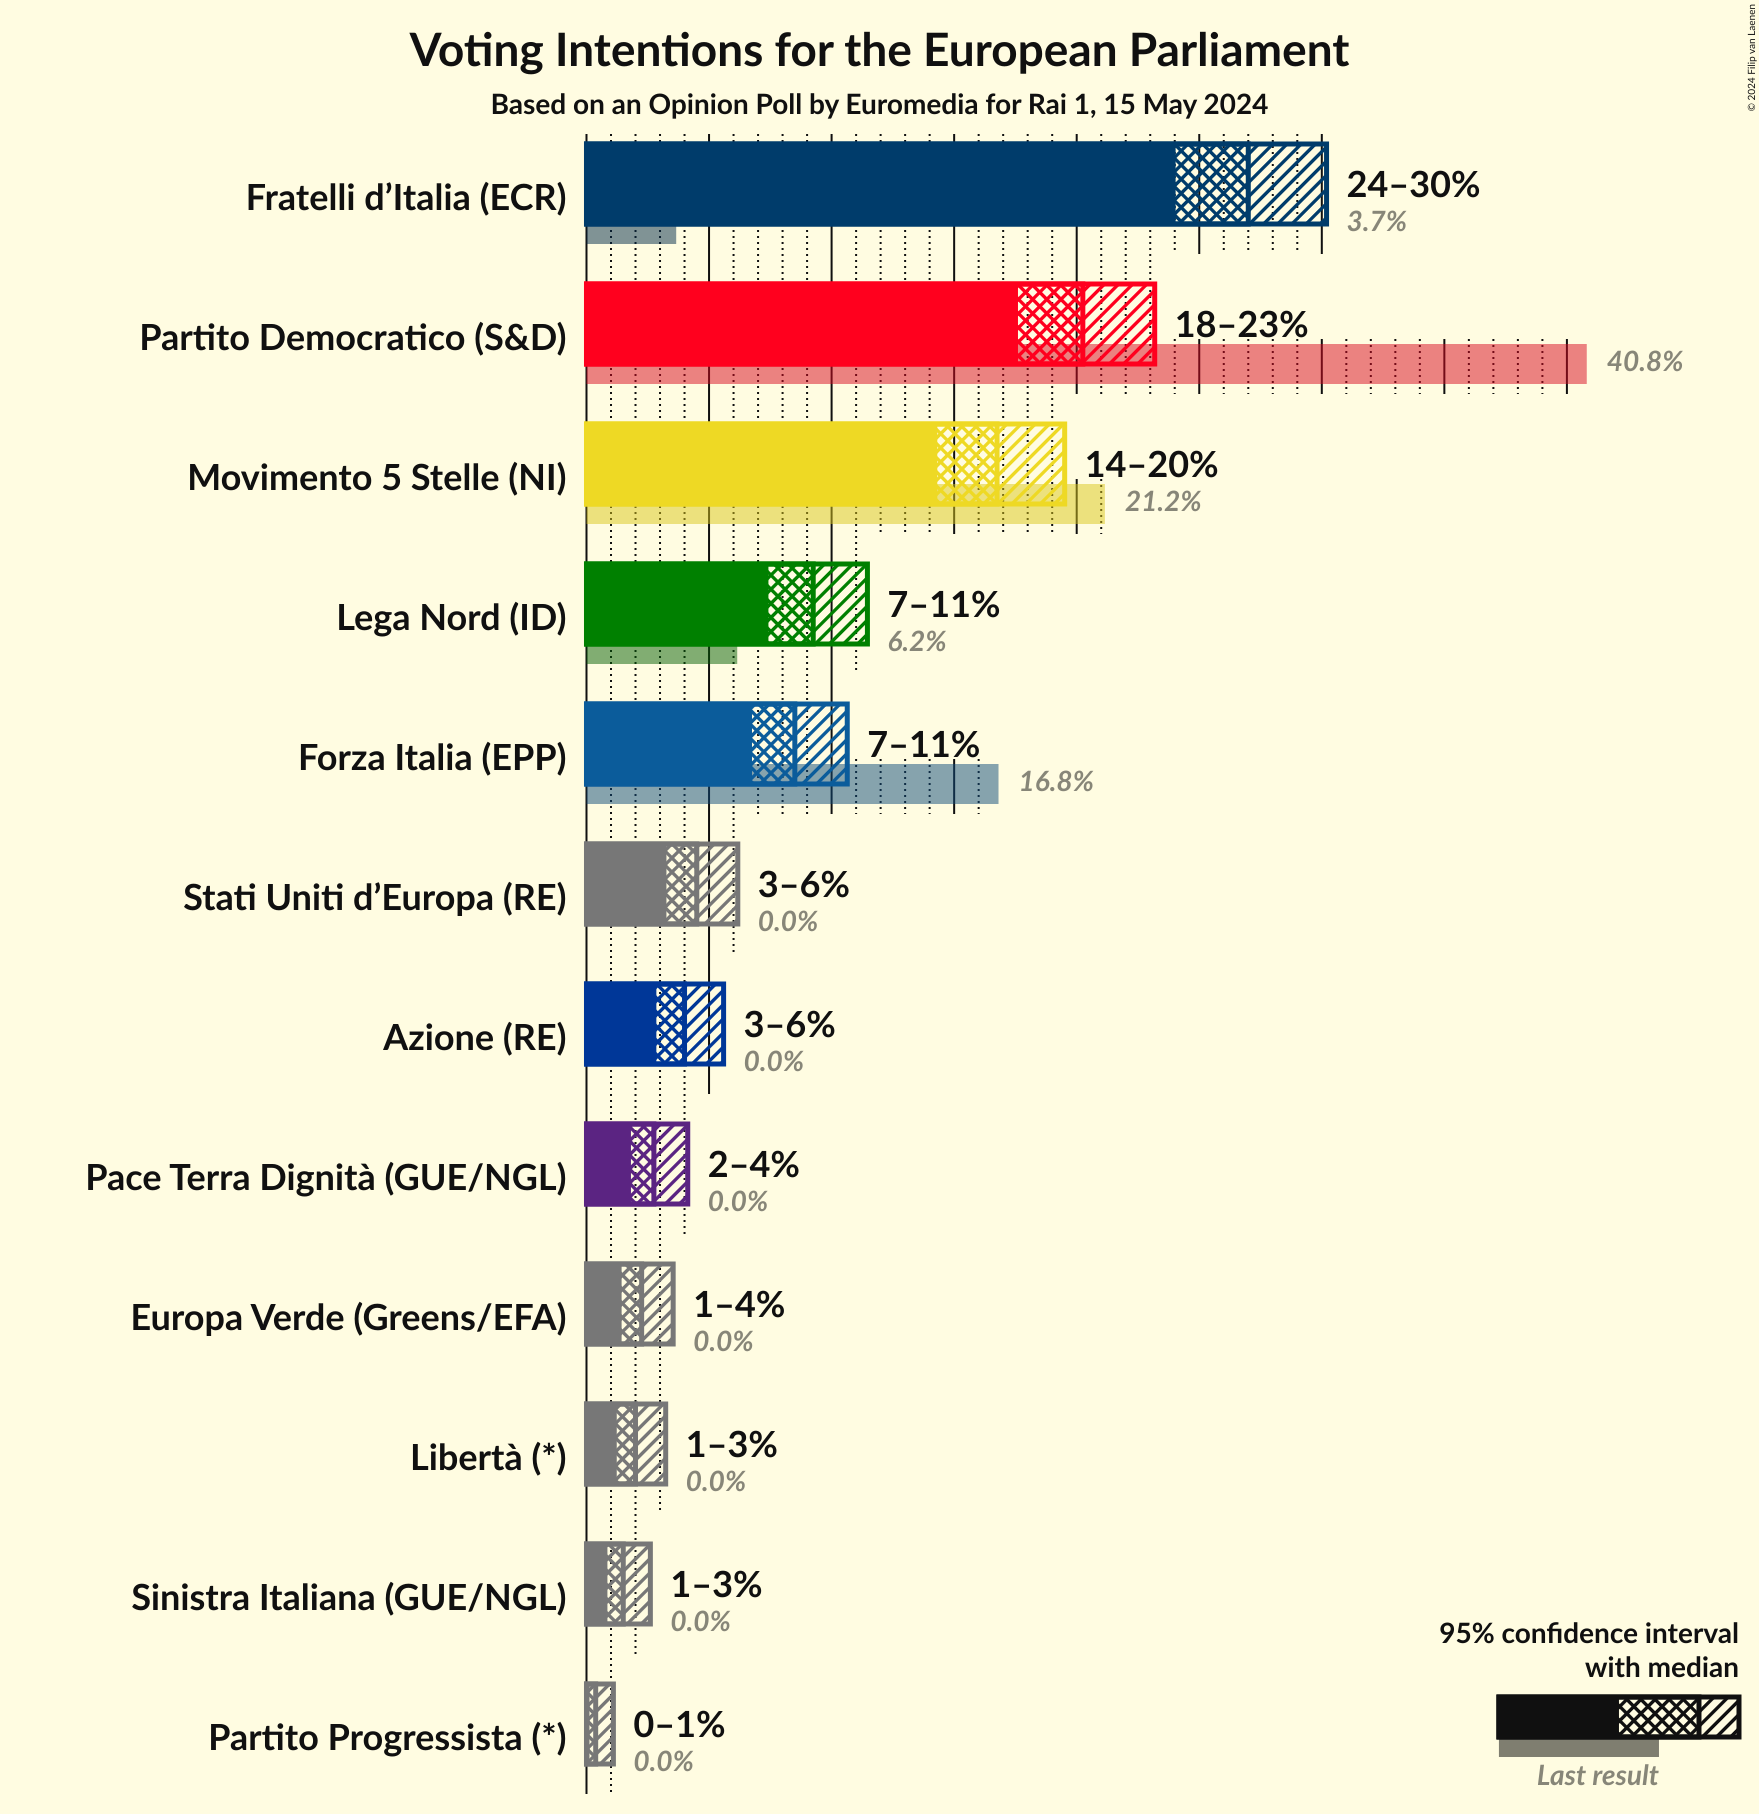 Voting Intentions for the European Parliament
Based on an Opinion Poll by Euromedia for Rai 1, 15 May 2024
© 2024 Filip van Laenen
Fratelli d’Italia (ECR)
24–30%
3.7%
Partito Democratico (S&D)
18–23%
40.8%
Movimento 5 Stelle (NI)
14–20%
21.2%
Lega Nord (ID)
7–11%
6.2%
Forza Italia (EPP)
7–11%
16.8%
Stati Uniti d’Europa (RE)
3–6%
0.0%
Azione (RE)
3–6%
0.0%
Pace Terra Dignità (GUE/NGL)
2–4%
0.0%
Europa Verde (Greens/EFA)
1–4%
0.0%
Libertà (*)
1–3%
0.0%
Sinistra Italiana (GUE/NGL)
1–3%
0.0%
Partito Progressista (*)
0–1%
0.0%
95% confidence interval
with median
Last result